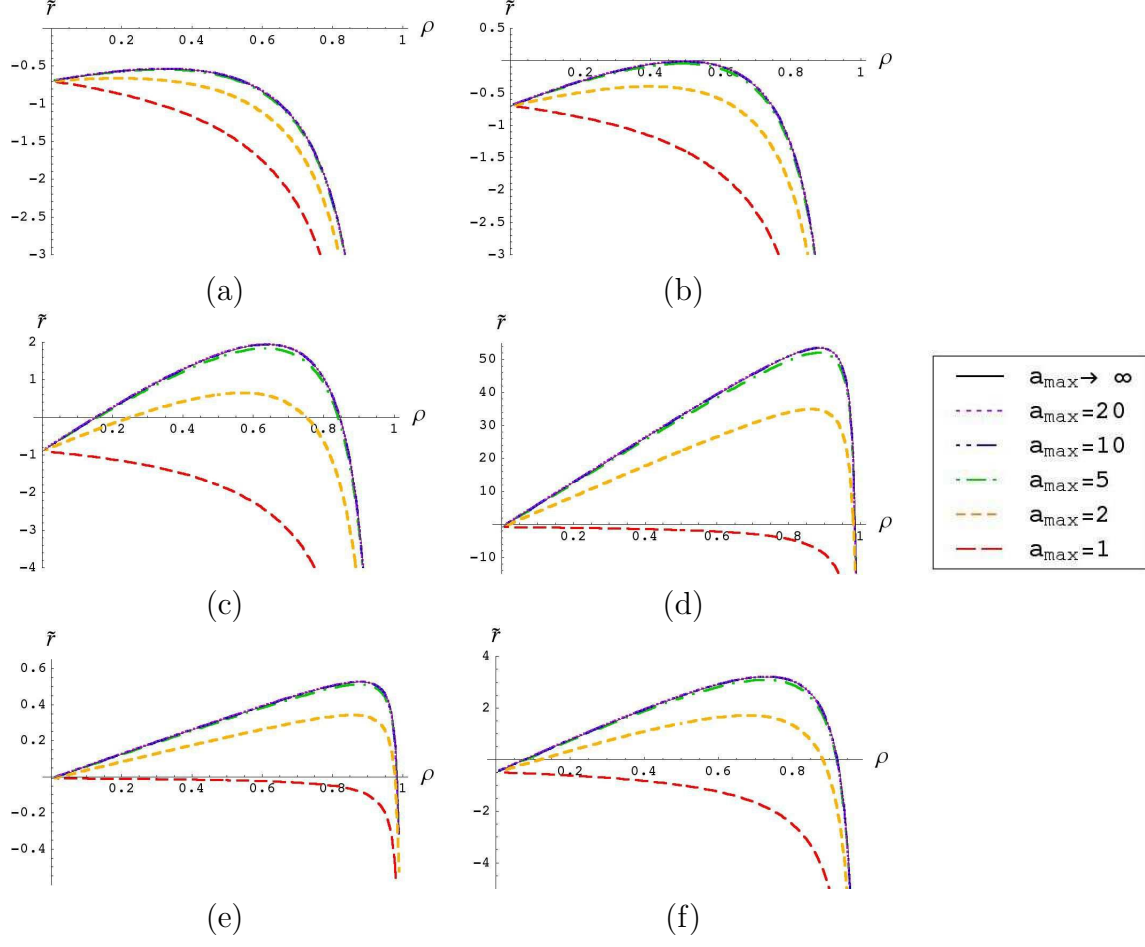 r̃
0.2 0.4 0.6 0.8 1 ρ
-0.5
-1
-1.5
-2
-2.5
-3
(a)
r̃
0.5
0.2 0.4 0.6 0.8 1 ρ
-0.5
-1
-1.5
-2
-2.5
-3
(b)
r̃
2
1
0.2 0.4 0.6 0.8 1 ρ
-1
-2
-3
-4
(c)
r̃
50
40
30
20
10
0.2 0.4 0.6 0.8 1 ρ
-10
(d)
a_max → ∞
a_max=20
a_max=10
a_max=5
a_max=2
a_max=1
r̃
0.6
0.4
0.2
0.2 0.4 0.6 0.8 1 ρ
-0.2
-0.4
(e)
r̃
4
2
0.2 0.4 0.6 0.8 1 ρ
-2
-4
(f)